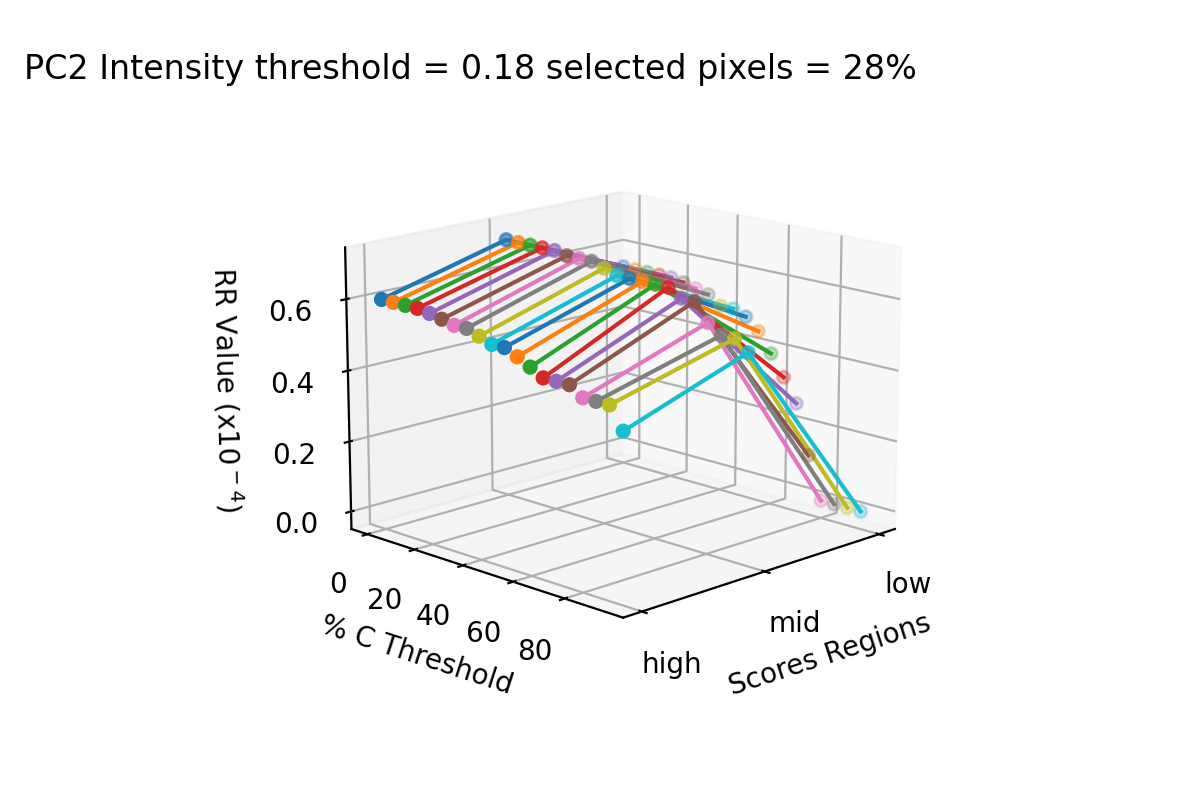 PC2 Intensity threshold = 0.18 selected pixels = 28%
RR Value (x10⁻⁴)
0.6
0.4
0.2
0.0
0
20
40
60
80
% C Threshold
high
mid
low
Scores Regions